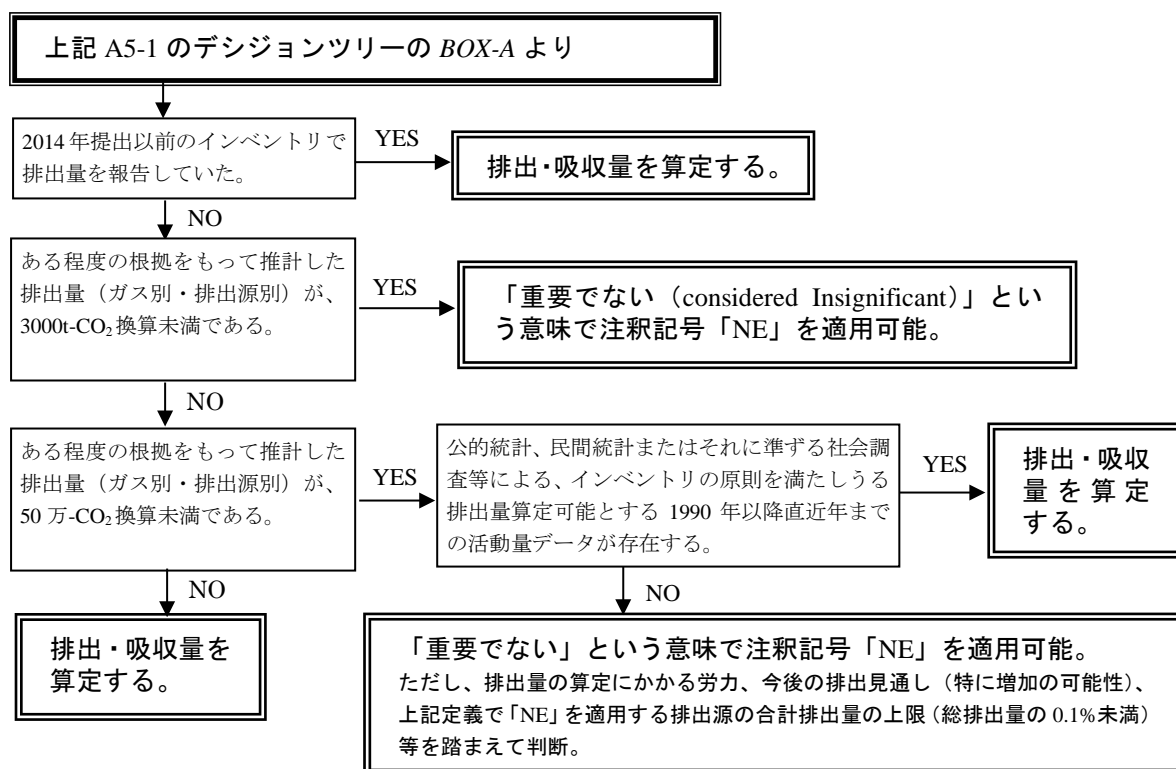 上記 A5-1 のデシジョンツリーの BOX-A より
2014 年提出以前のインベントリで
排出量を報告していた。
YES
排出・吸収量を算定する。
NO
ある程度の根拠をもって推計した
排出量（ガス別・排出源別）が、
3000t-CO₂ 換算未満である。
YES
「重要でない（considered Insignificant）」とい
う意味で注釈記号「NE」を適用可能。
NO
ある程度の根拠をもって推計した
排出量（ガス別・排出源別）が、
50 万-CO₂ 換算未満である。
YES
公的統計、民間統計またはそれに準ずる社会調
査等による、インベントリの原則を満たしうる
排出量算定可能とする 1990 年以降直近年まで
の活動量データが存在する。
YES
排出・吸収
量を算定
する。
NO
排出・吸収量を
算定する。
NO
「重要でない」という意味で注釈記号「NE」を適用可能。
ただし、排出量の算定にかかる労力、今後の排出見通し（特に増加の可能性）、
上記定義で「NE」を適用する排出源の合計排出量の上限（総排出量の 0.1%未満）
等を踏まえて判断。